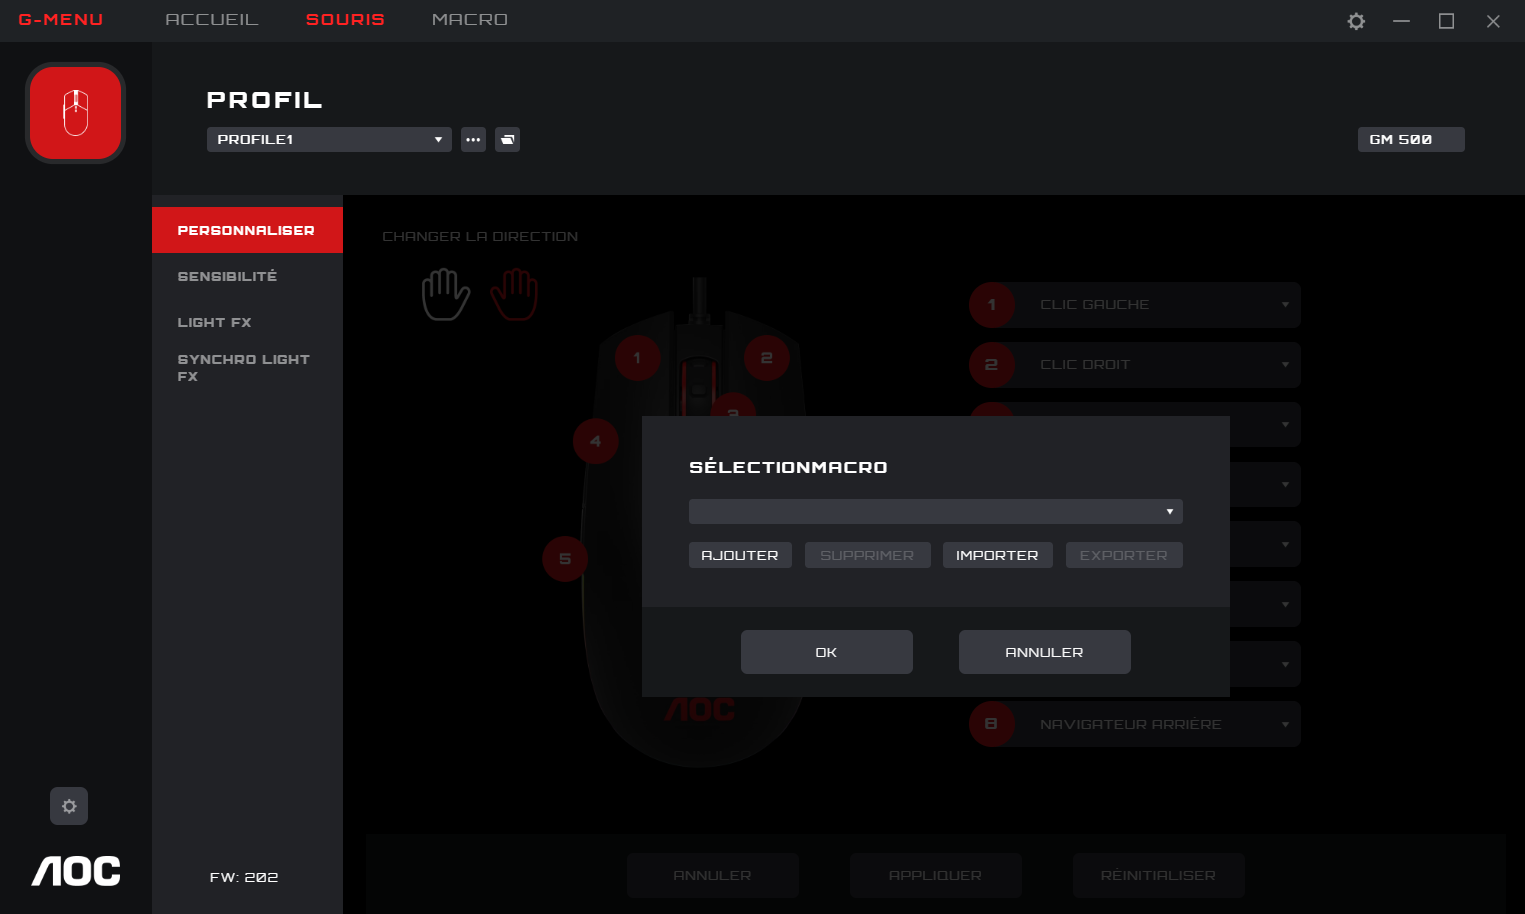 G-MENU ACCUEIL SOURIS MACRO
PROFIL
PROFILE1 GM 500
PERSONNALISER
SENSIBILITÉ
LIGHT FX
SYNCHRO LIGHT
FX
FW: 202
AOC
CHANGER LA DIRECTION
1
2
3
4
5
AOC
1 CLIC GAUCHE
2 CLIC DROIT
8 NAVIGATEUR ARRIÈRE
SÉLECTIONMACRO
AJOUTER SUPPRIMER IMPORTER EXPORTER
OK ANNULER
ANNULER APPLIQUER RÉINITIALISER